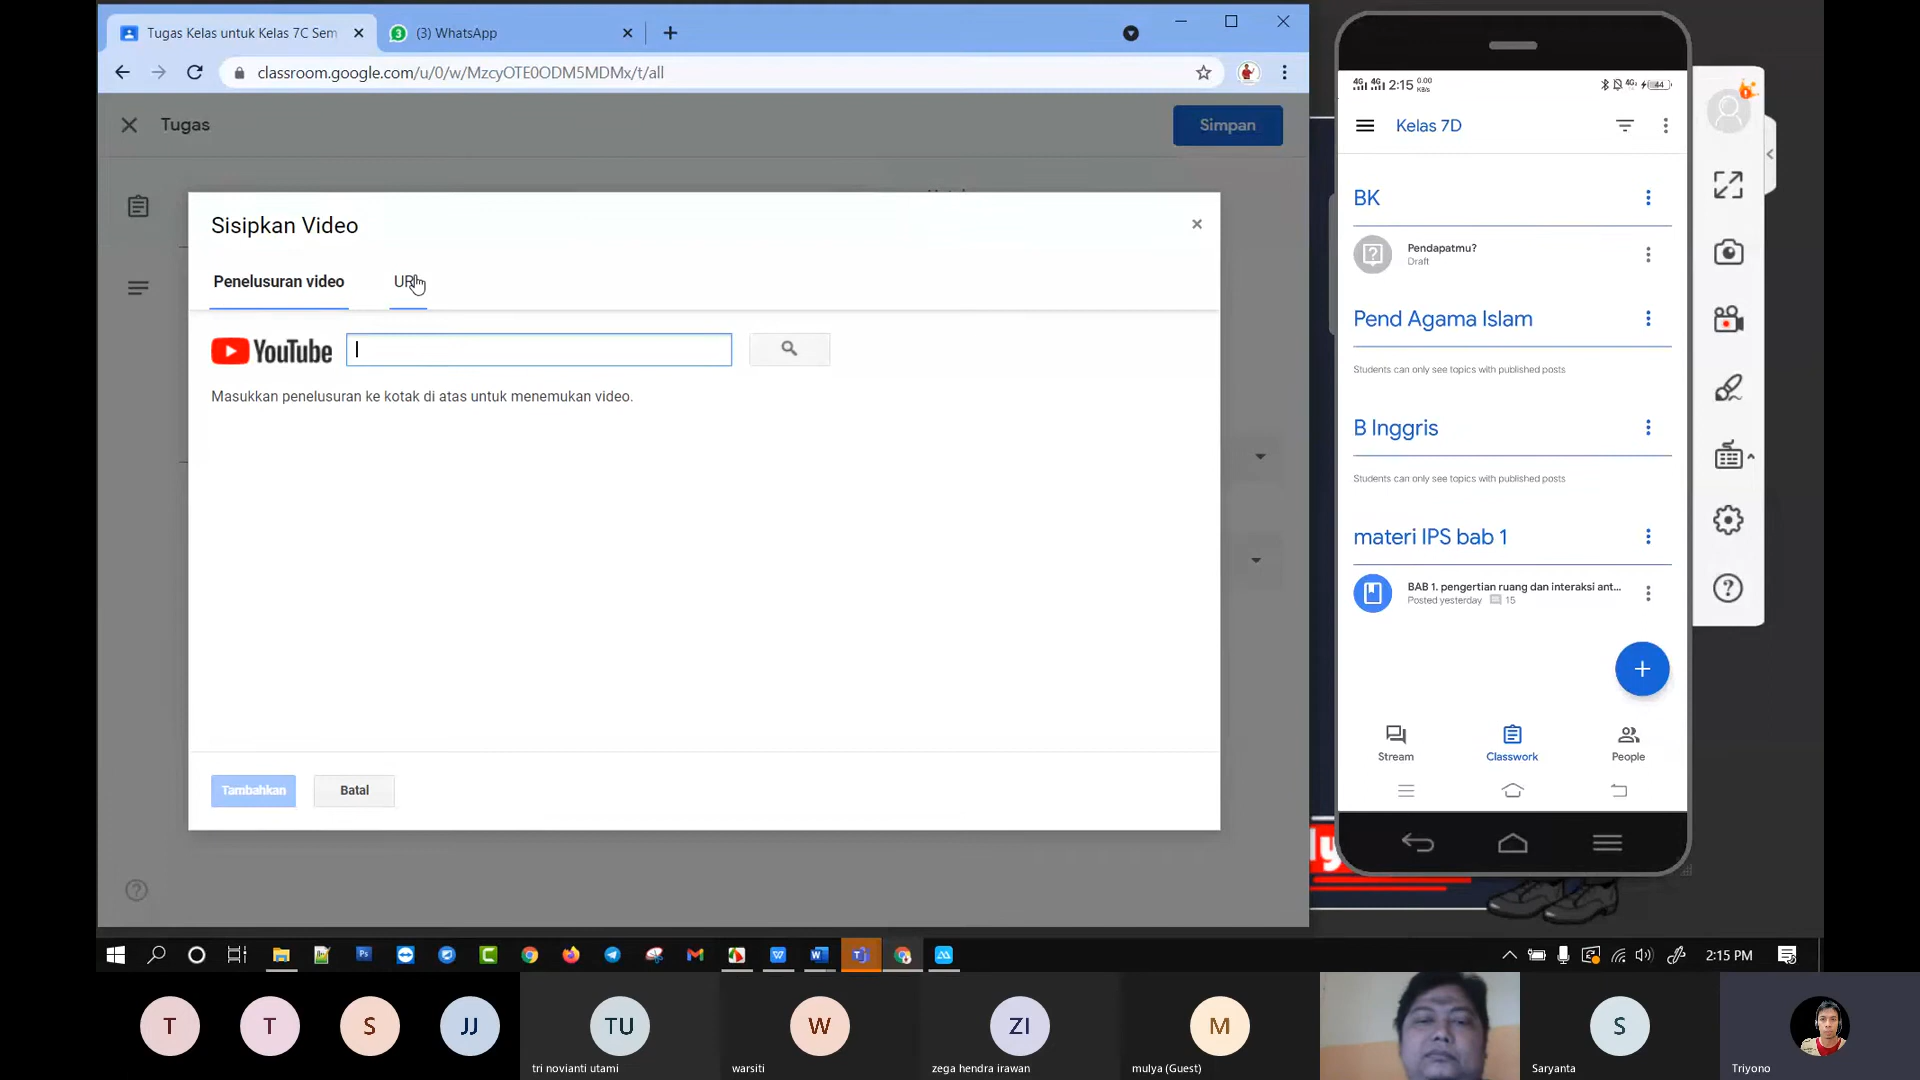 Tugas Kelas untuk Kelas 7C Sem
(3) WhatsApp
classroom.google.com/u/0/w/MzcyOTE0ODM5MDMx/t/all
Tugas
Simpan
Sisipkan Video
Penelusuran video
URL
YouTube
Masukkan penelusuran ke kotak di atas untuk menemukan video.
Tambahkan
Batal
2:15
0.00
KB/s
44
Kelas 7D
BK
Pendapatmu?
Draft
Pend Agama Islam
Students can only see topics with published posts
B Inggris
Students can only see topics with published posts
materi IPS bab 1
BAB 1. pengertian ruang dan interaksi ant...
Posted yesterday 15
Stream
Classwork
People
2:15 PM
T
T
S
JJ
TU
W
ZI
M
S
tri novianti utami
warsiti
zega hendra irawan
mulya (Guest)
Saryanta
Triyono